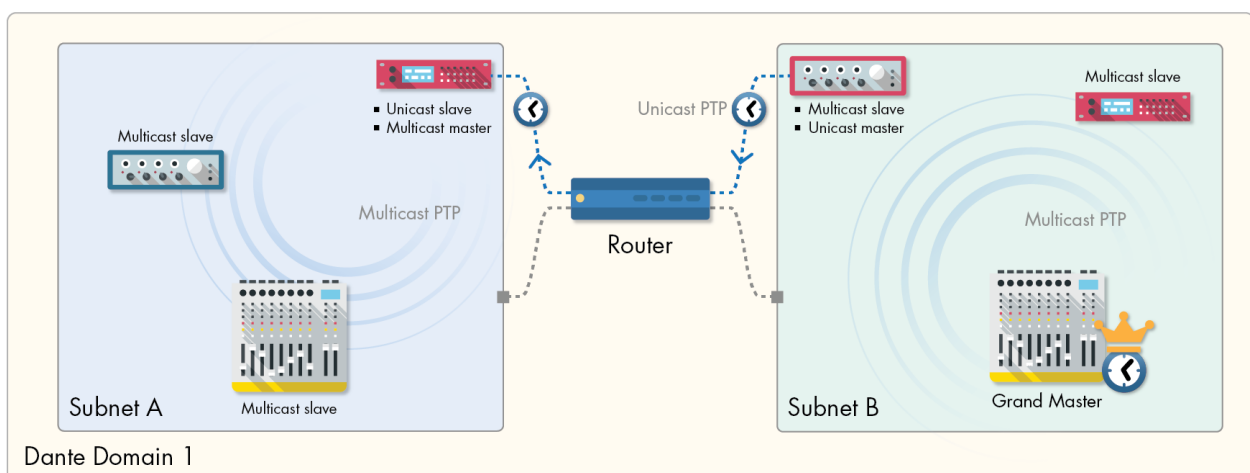 Multicast slave
▪ Unicast slave
▪ Multicast master
Multicast PTP
Multicast slave
Subnet A
Unicast PTP
Router
▪ Multicast slave
▪ Unicast master
Multicast slave
Multicast PTP
Grand Master
Subnet B
Dante Domain 1